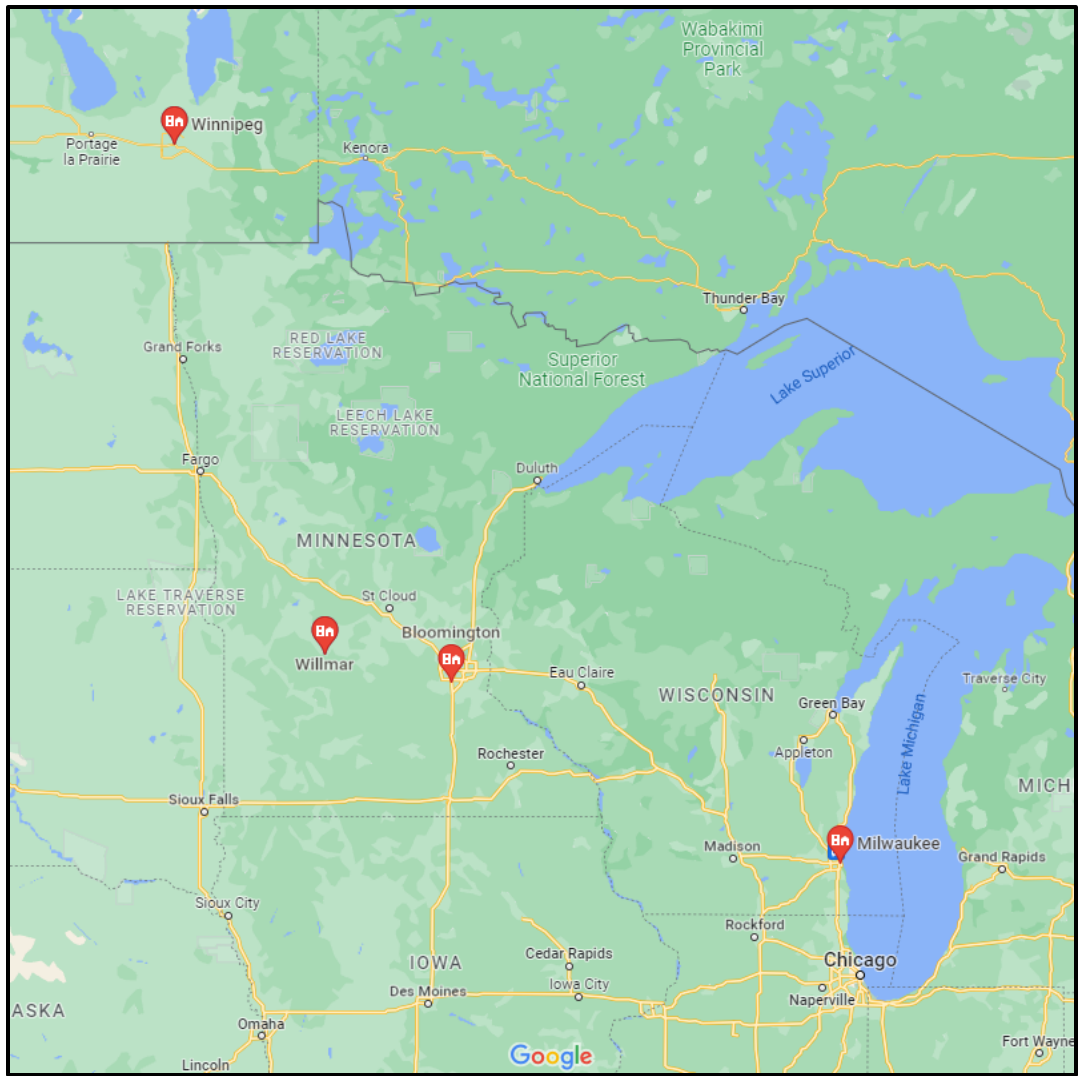 Wabakimi
Provincial
Park
Winnipeg
Portage
la Prairie
Kenora
Thunder Bay
Grand Forks
RED LAKE
RESERVATION
Superior
National Forest
Lake Superior
LEECH LAKE
RESERVATION
Fargo
Duluth
MINNESOTA
LAKE TRAVERSE
RESERVATION
St Cloud
Bloomington
Willmar
Eau Claire
WISCONSIN
Traverse City
Green Bay
Lake Michigan
Appleton
Rochester
MICH
Sioux Falls
Madison
Milwaukee
Grand Rapids
Sioux City
Rockford
Cedar Rapids
IOWA
Chicago
Des Moines
Iowa City
Naperville
ASKA
Omaha
Fort Wayne
Google
Lincoln